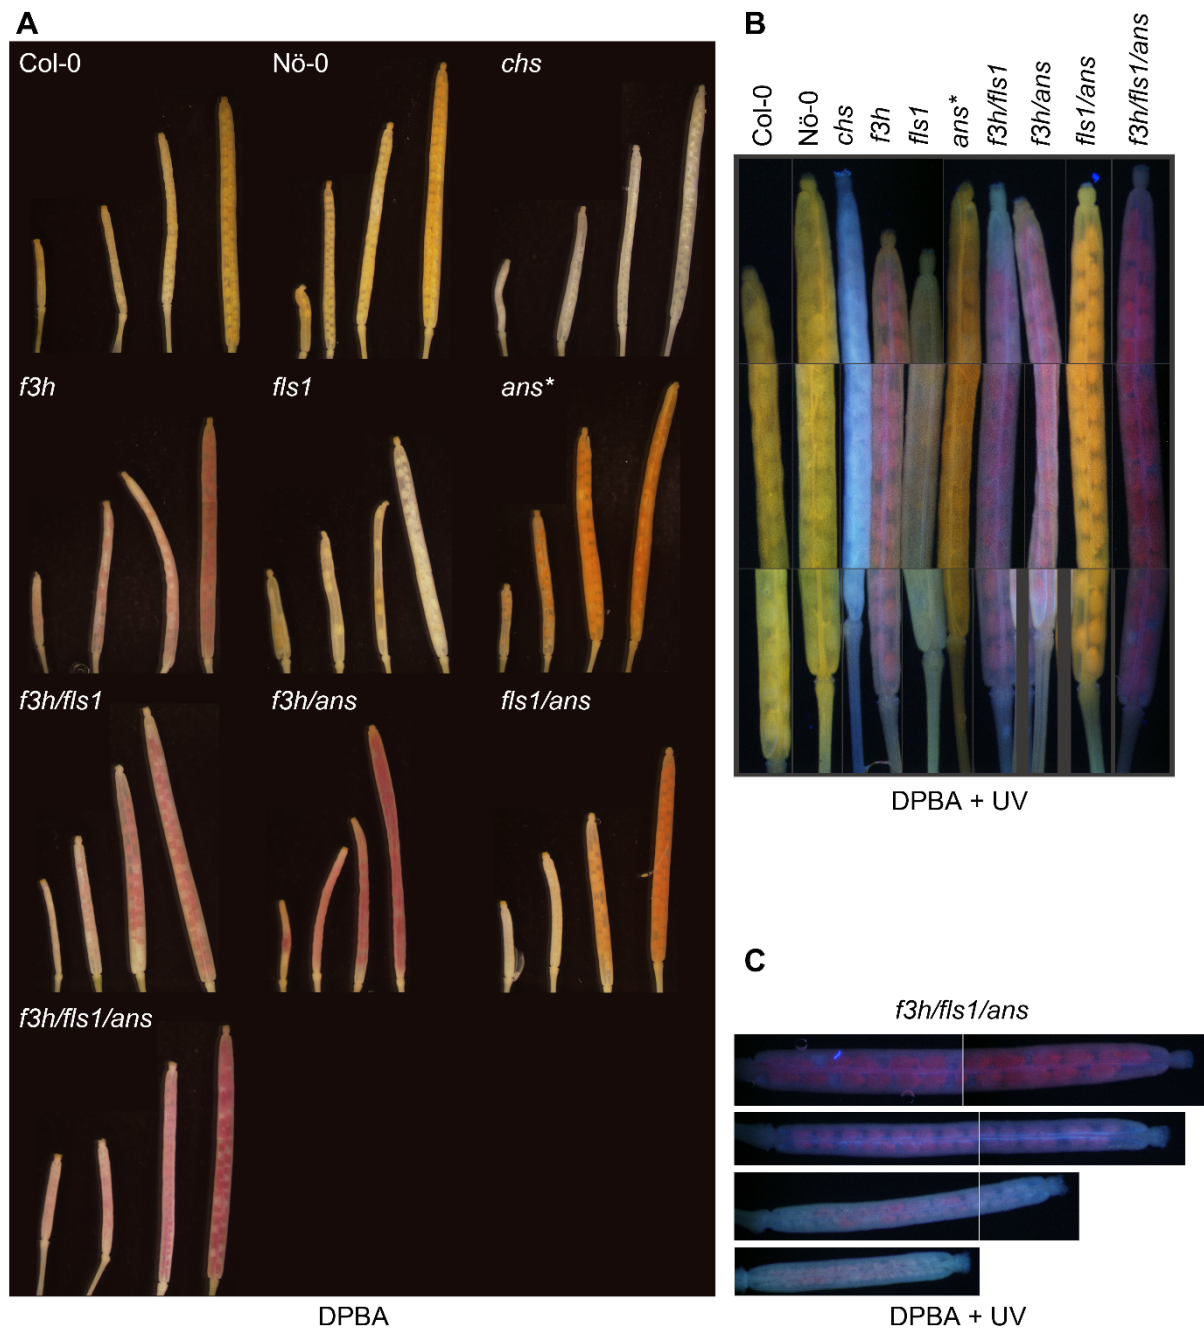 A
Col-0
Nö-0
chs
f3h
fls1
ans*
f3h/fls1
f3h/ans
fls1/ans
f3h/fls1/ans
DPBA
B
Col-0
Nö-0
chs
f3h
fls1
ans*
f3h/fls1
f3h/ans
fls1/ans
f3h/fls1/ans
DPBA + UV
C
f3h/fls1/ans
DPBA + UV